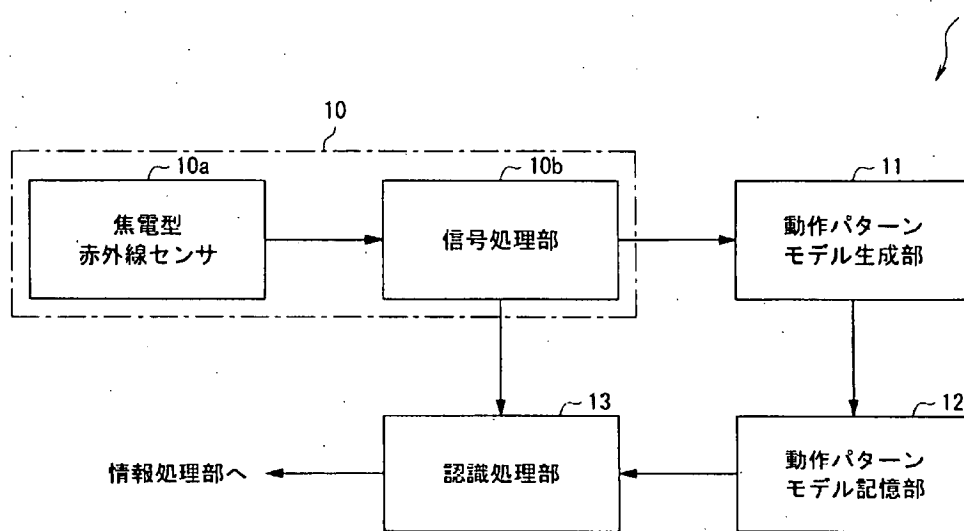 10
10a
焦電型
赤外線センサ
10b
信号処理部
11
動作パターン
モデル生成部
13
認識処理部
12
動作パターン
モデル記憶部
情報処理部へ